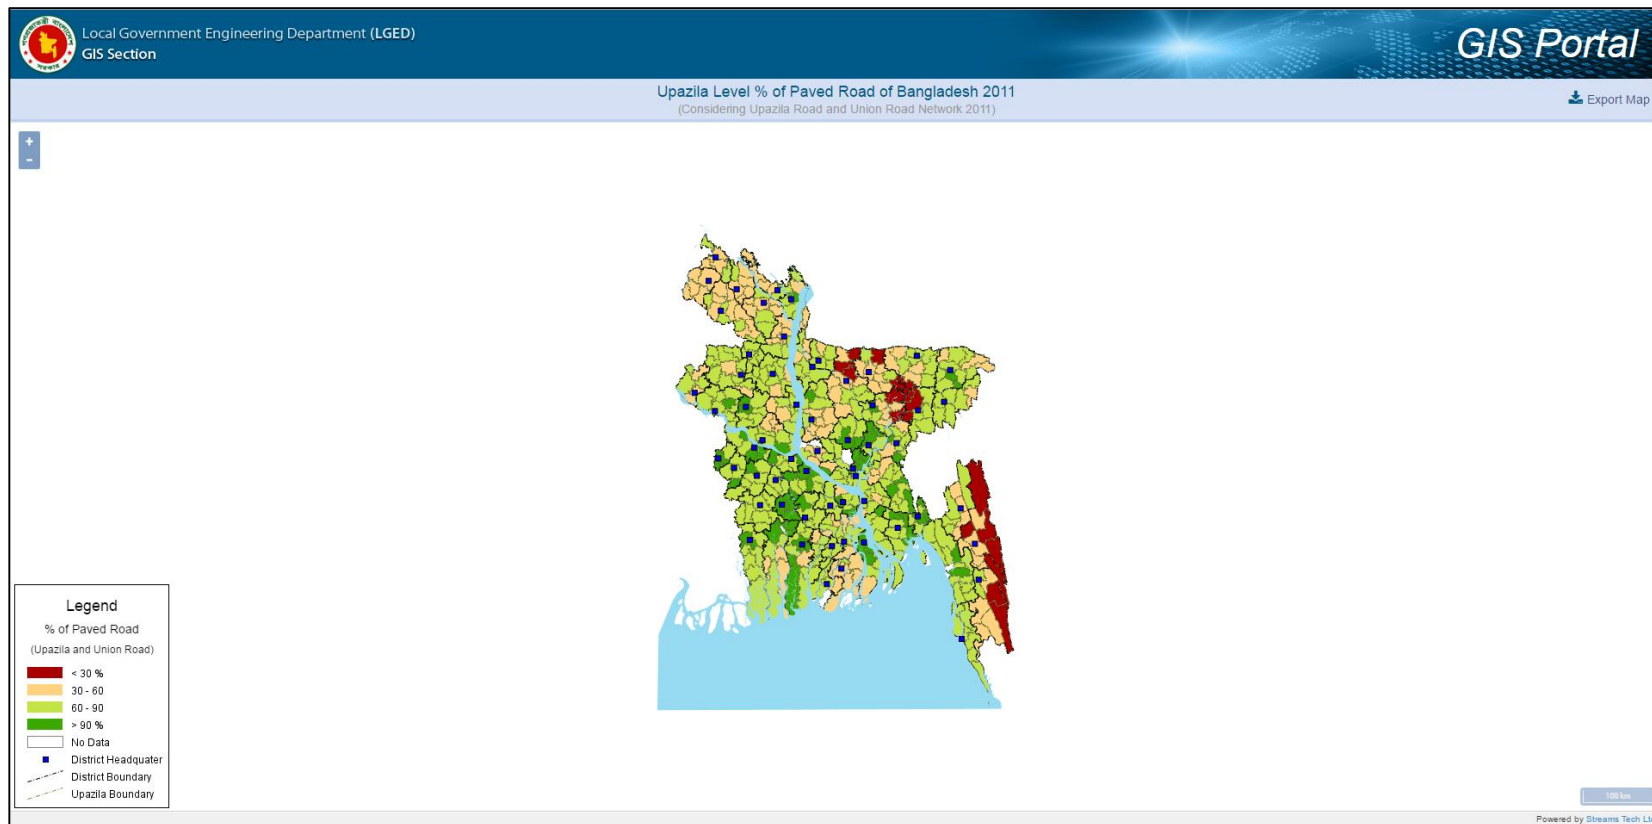 Local Government Engineering Department (LGED)
GIS Section
GIS Portal
Upazila Level % of Paved Road of Bangladesh 2011
(Considering Upazila Road and Union Road Network 2011)
Export Map
+
-
Legend
% of Paved Road
(Upazila and Union Road)
< 30 %
30 - 60
60 - 90
> 90 %
No Data
District Headquater
District Boundary
Upazila Boundary
100 km
Powered by Streams Tech